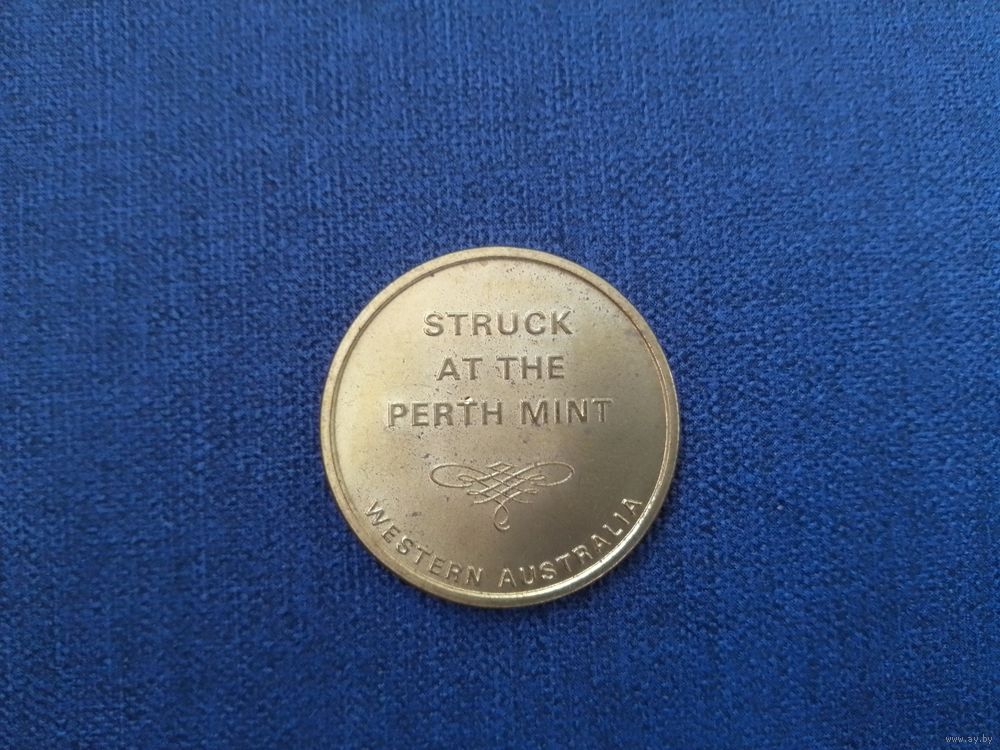 STRUCK
AT THE
PERTH MINT
WESTERN AUSTRALIA
www.ay.by